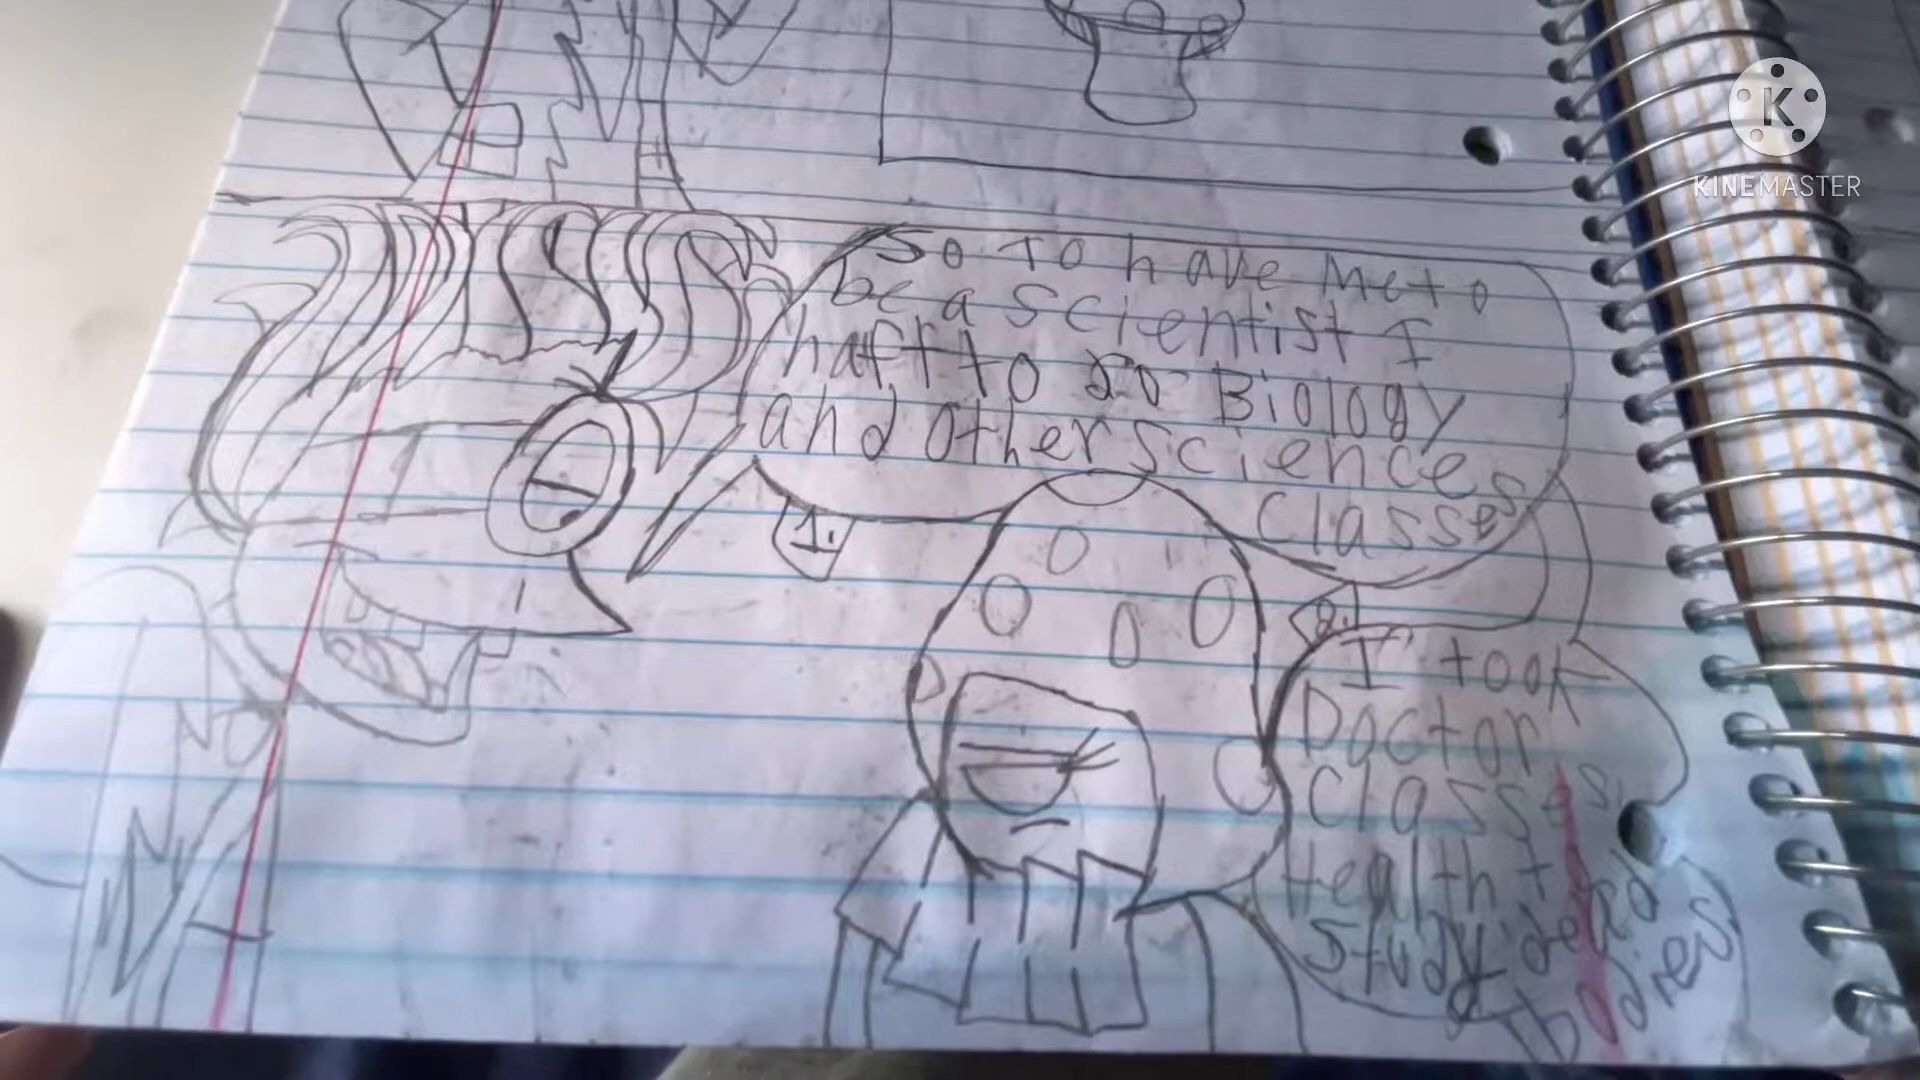 So To have Me to
be a Scientist I
haft to do Biology
and other Science
Classes
1.
2.
I took
Doctor
Classes,
Health +
Study dead
bodies
K
KINEMASTER